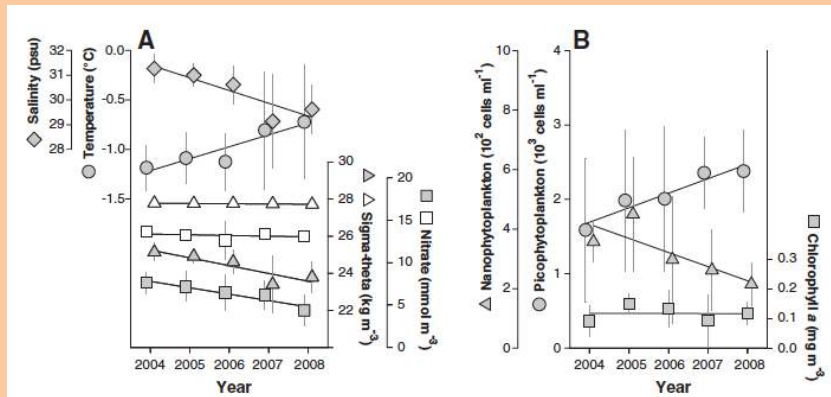 A
Salinity (psu)
32
31
30
29
28
Temperature (°C)
0.0
-0.5
-1.0
-1.5
30
28
26
24
22
Sigma-theta (kg m-3)
20
15
10
5
0
Nitrate (mmol m-3)
2004 2005 2006 2007 2008
Year
B
Nanophytoplankton (10² cells ml-1)
10
8
6
4
2
0
Picophytoplankton (10³ cells ml-1)
4
3
2
1
0
0.3
0.2
0.1
0.0
Chlorophyll a (mg m-3)
2004 2005 2006 2007 2008
Year